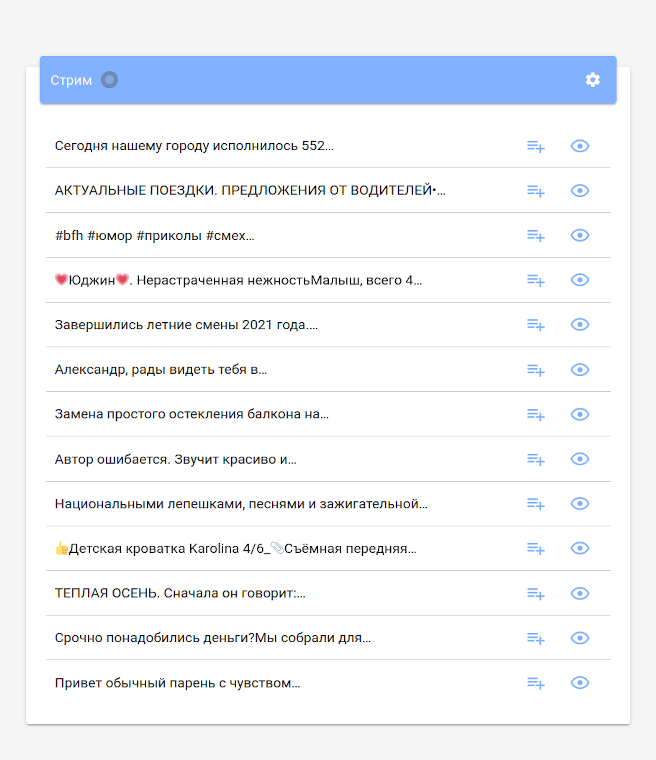 Стрим
Сегодня нашему городу исполнилось 552...
АКТУАЛЬНЫЕ ПОЕЗДКИ. ПРЕДЛОЖЕНИЯ ОТ ВОДИТЕЛЕЙ•...
#bfh #юмор #приколы #смех...
💗Юджин💗. Нерастраченная нежностьМалыш, всего 4...
Завершились летние смены 2021 года....
Александр, рады видеть тебя в...
Замена простого остекления балкона на...
Автор ошибается. Звучит красиво и...
Национальными лепешками, песнями и зажигательной...
👍Детская кроватка Karolina 4/6_📎Съёмная передняя...
ТЕПЛАЯ ОСЕНЬ. Сначала он говорит:...
Срочно понадобились деньги?Мы собрали для...
Привет обычный парень с чувством...